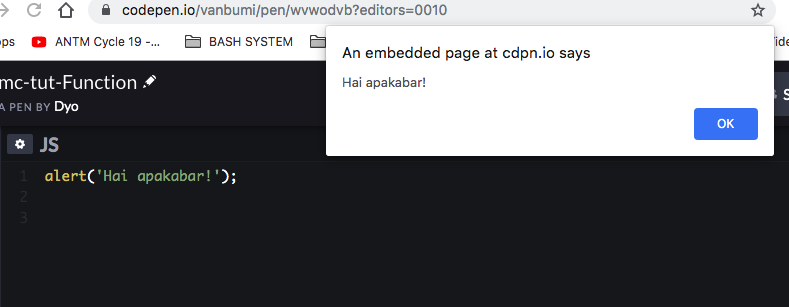 codepen.io/vanbumi/pen/wvwodvb?editors=0010
ANTM Cycle 19 -...
BASH SYSTEM
An embedded page at cdpn.io says
Hai apakabar!
OK
mc-tut-Function
A PEN BY Dyo
JS
1 alert('Hai apakabar!');
2
3